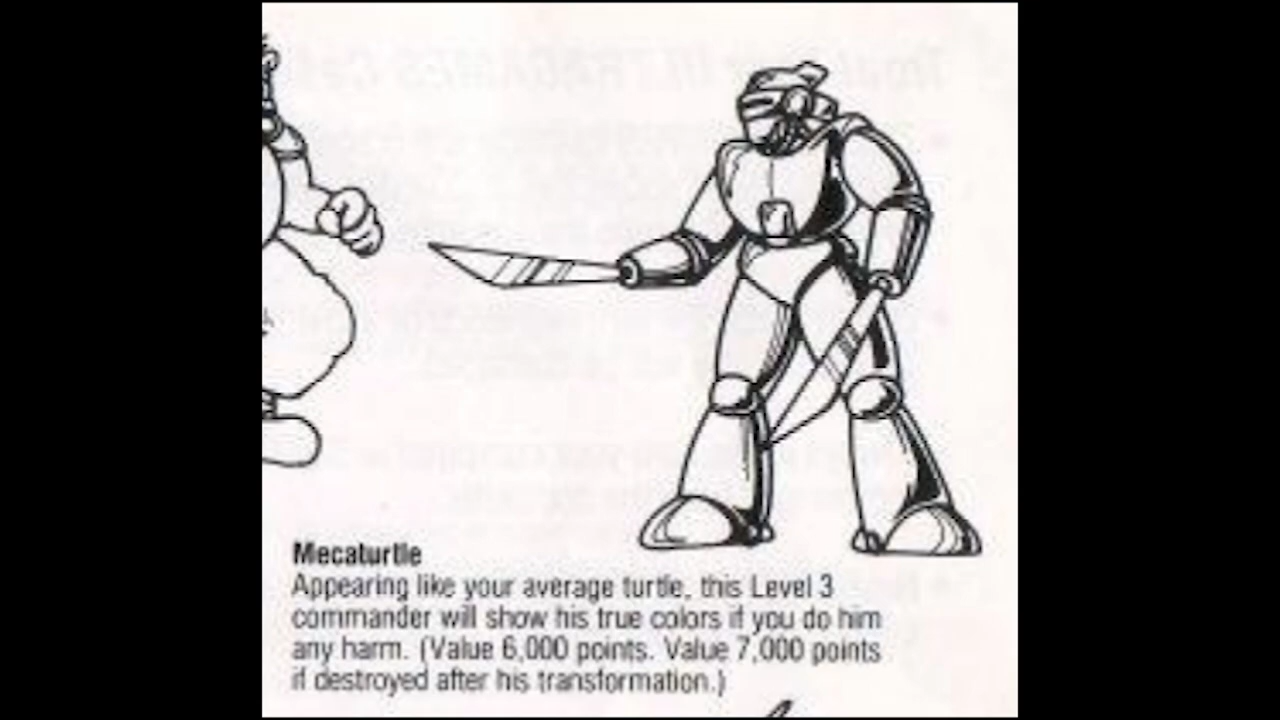 Mecaturtle
Appearing like your average turtle, this Level 3
commander will show his true colors if you do him
any harm. (Value 6,000 points. Value 7,000 points
if destroyed after his transformation.)